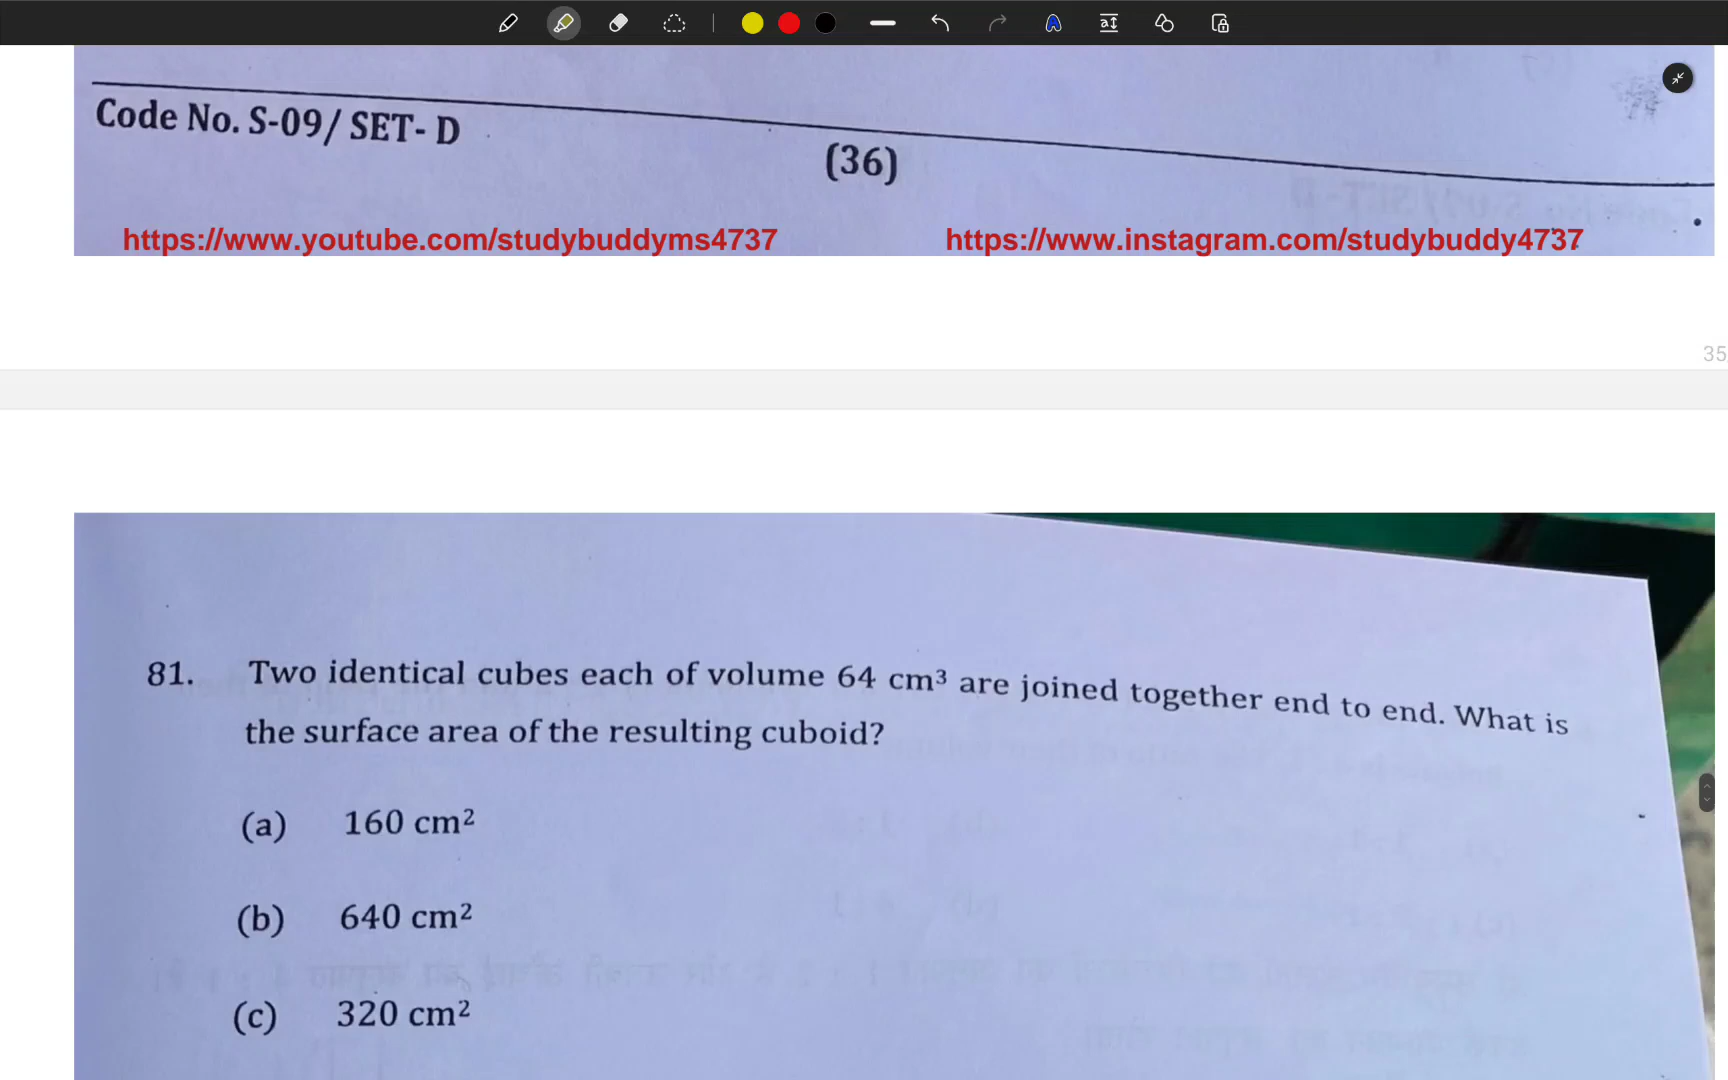 Code No. S-09/ SET- D
(36)
https://www.youtube.com/studybuddyms4737
https://www.instagram.com/studybuddy4737
35
81. Two identical cubes each of volume 64 cm³ are joined together end to end. What is
the surface area of the resulting cuboid?
(a) 160 cm²
(b) 640 cm²
(c) 320 cm²